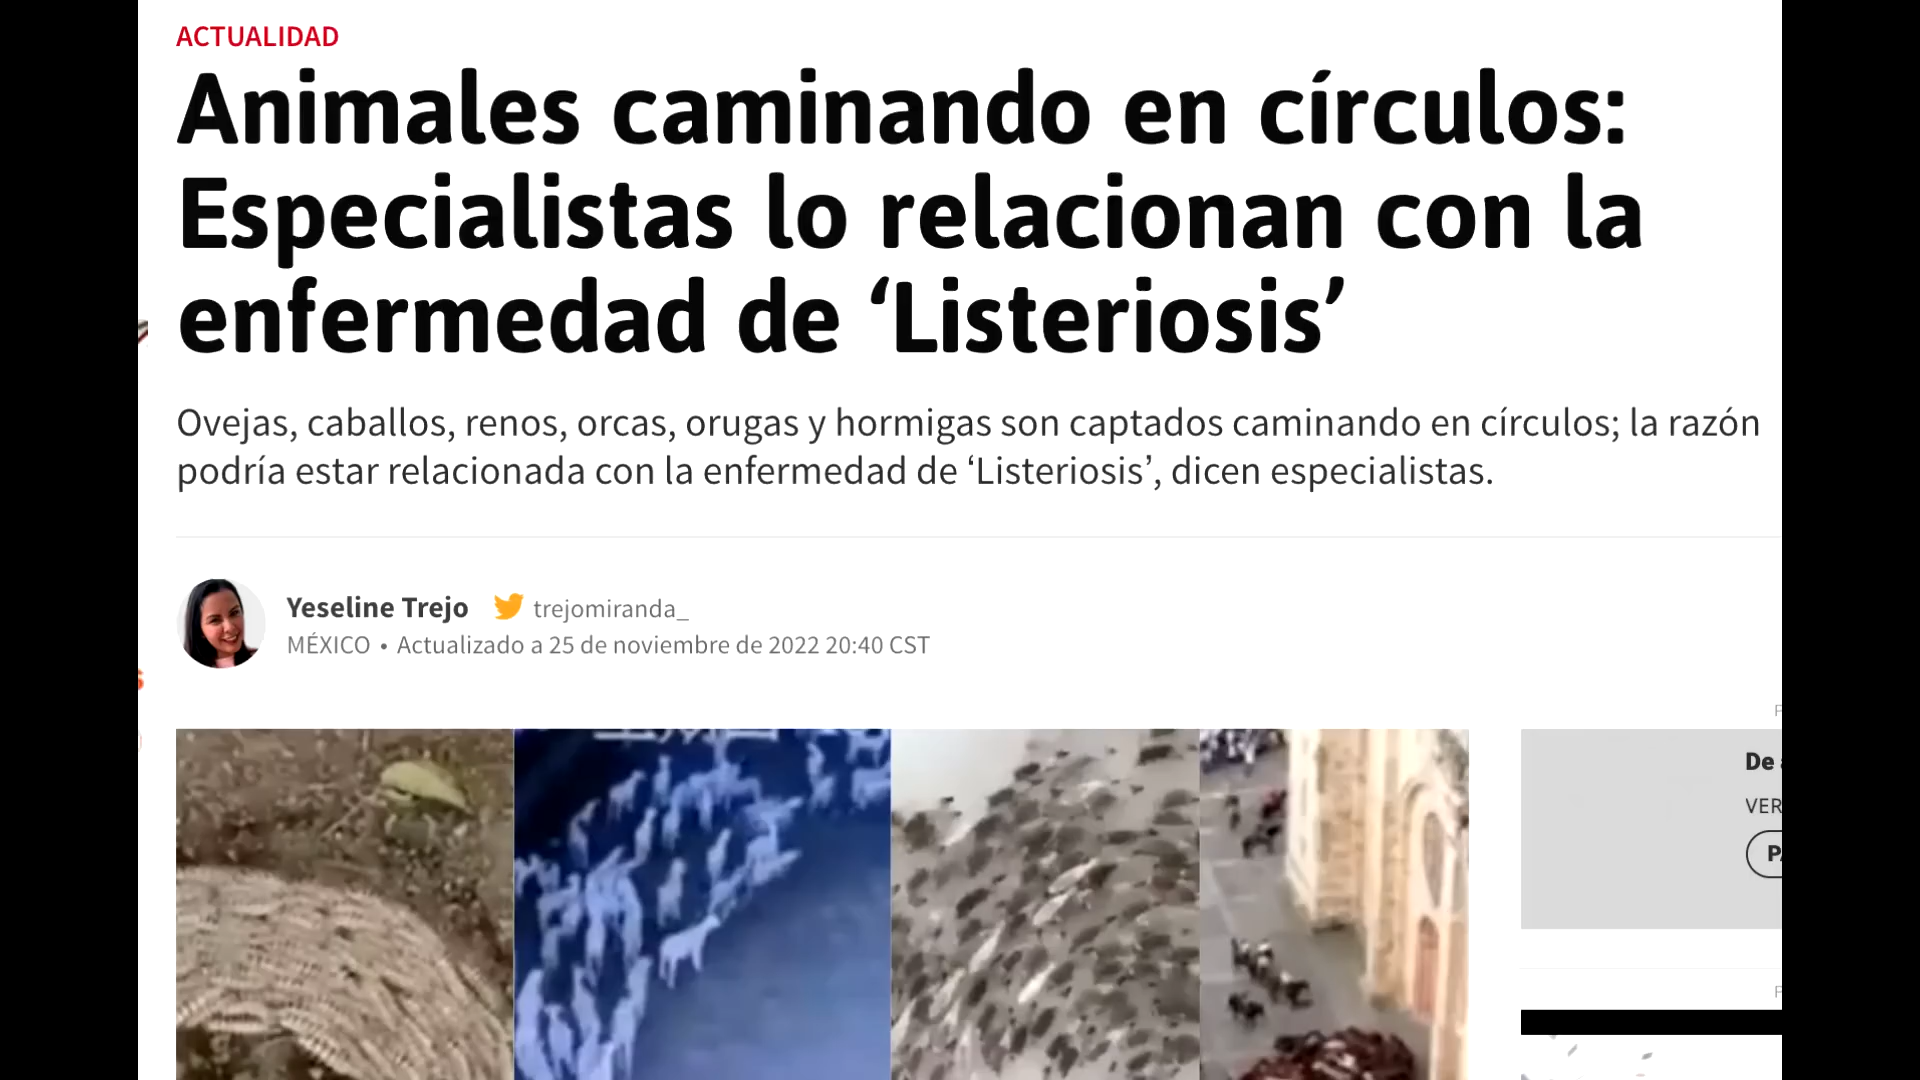 ACTUALIDAD
Animales caminando en círculos:
Especialistas lo relacionan con la
enfermedad de ‘Listeriosis’
Ovejas, caballos, renos, orcas, orugas y hormigas son captados caminando en círculos; la razón
podría estar relacionada con la enfermedad de ‘Listeriosis’, dicen especialistas.
Yeseline Trejo trejomiranda_
MÉXICO • Actualizado a 25 de noviembre de 2022 20:40 CST
De
VER